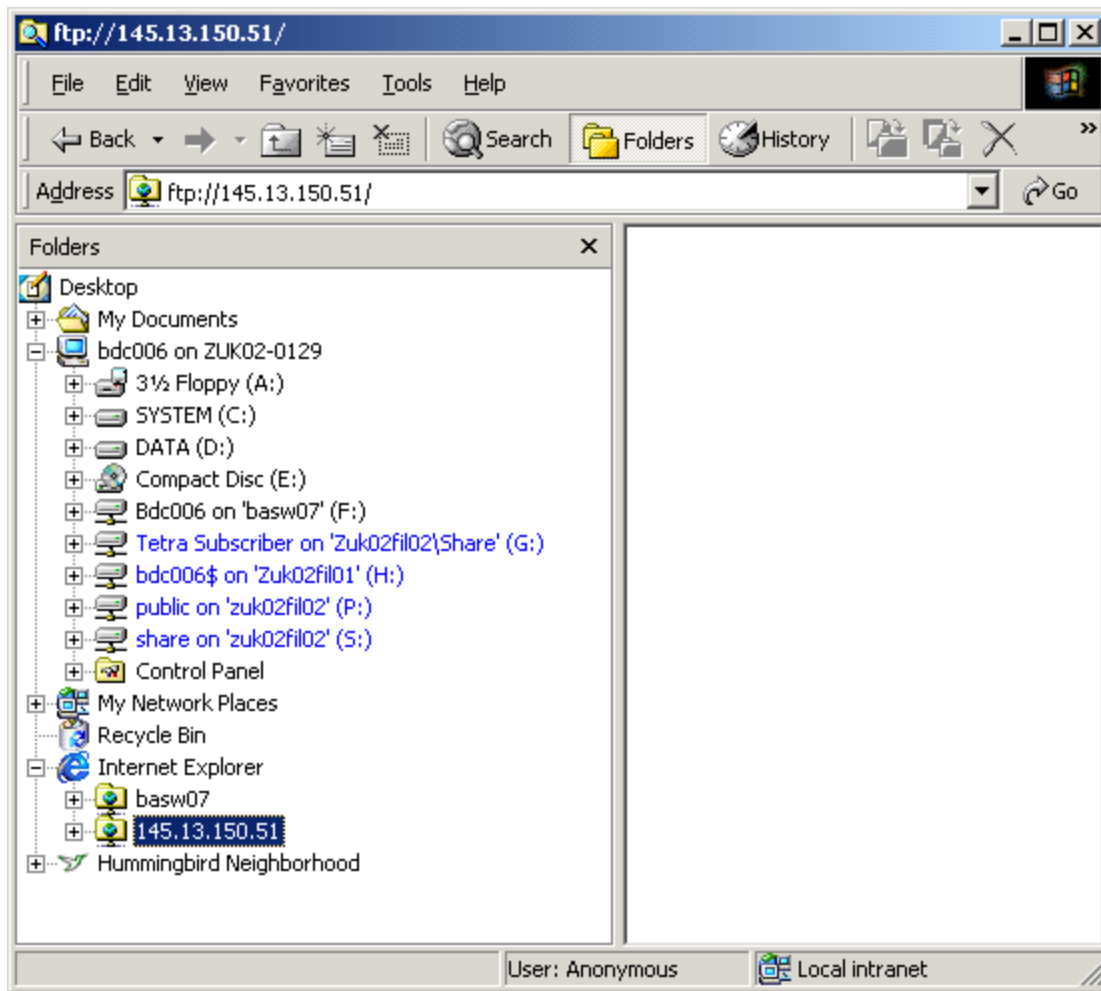 ftp://145.13.150.51/
File Edit View Favorites Tools Help
Back Search Folders History »
Address ftp://145.13.150.51/ Go
Folders
Desktop
My Documents
bdc006 on ZUK02-0129
3½ Floppy (A:)
SYSTEM (C:)
DATA (D:)
Compact Disc (E:)
Bdc006 on 'basw07' (F:)
Tetra Subscriber on 'Zuk02fil02\Share' (G:)
bdc006$ on 'Zuk02fil01' (H:)
public on 'zuk02fil02' (P:)
share on 'zuk02fil02' (S:)
Control Panel
My Network Places
Recycle Bin
Internet Explorer
basw07
145.13.150.51
Hummingbird Neighborhood
User: Anonymous Local intranet